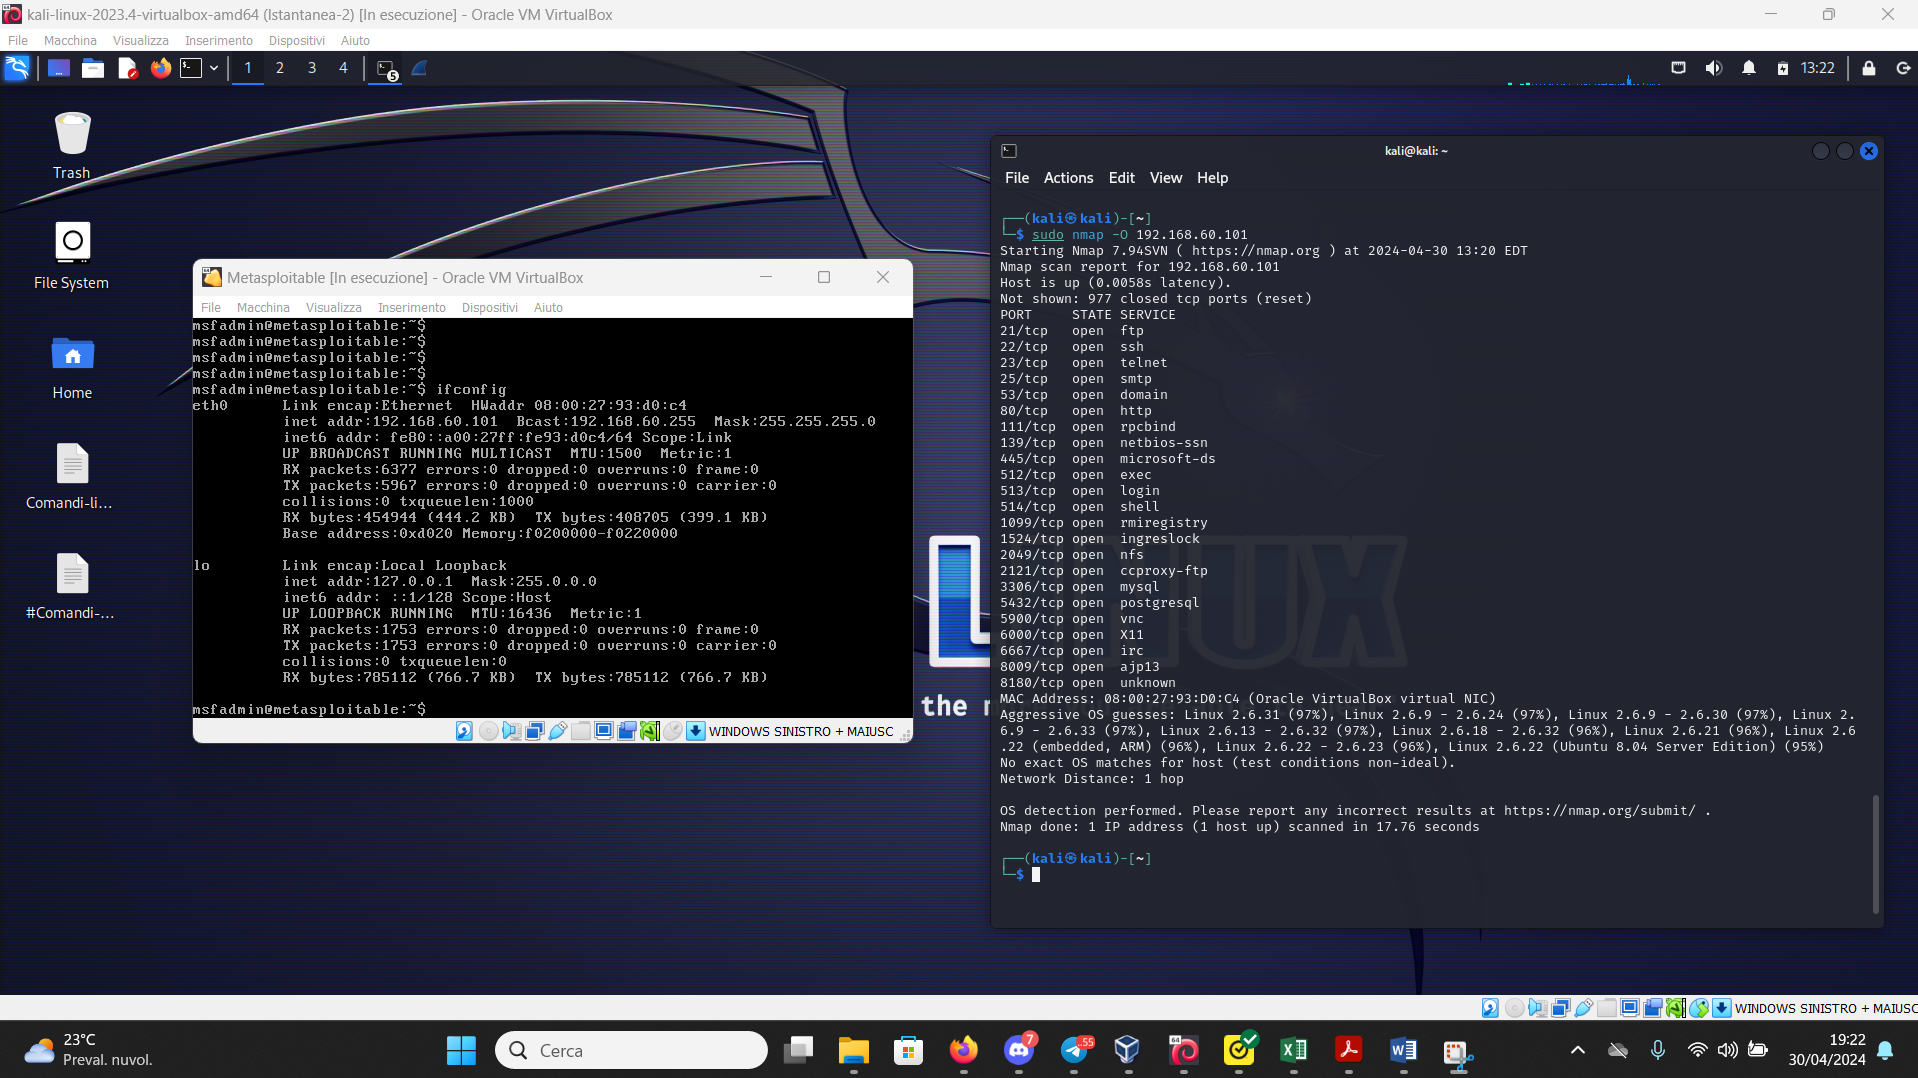 kali-linux-2023.4-virtualbox-amd64 (Istantanea-2) [In esecuzione] - Oracle VM VirtualBox
File Macchina Visualizza Inserimento Dispositivi Aiuto
1 2 3 4 5 13:22
Trash
File System
Home
Comandi-li...
#Comandi-...
Metasploitable [In esecuzione] - Oracle VM VirtualBox
File Macchina Visualizza Inserimento Dispositivi Aiuto
msfadmin@metasploitable:~$
msfadmin@metasploitable:~$
msfadmin@metasploitable:~$
msfadmin@metasploitable:~$
msfadmin@metasploitable:~$ ifconfig
eth0 Link encap:Ethernet HWaddr 08:00:27:93:d0:c4
inet addr:192.168.60.101 Bcast:192.168.60.255 Mask:255.255.255.0
inet6 addr: fe80::a00:27ff:fe93:d0c4/64 Scope:Link
UP BROADCAST RUNNING MULTICAST MTU:1500 Metric:1
RX packets:6377 errors:0 dropped:0 overruns:0 frame:0
TX packets:5967 errors:0 dropped:0 overruns:0 carrier:0
collisions:0 txqueuelen:1000
RX bytes:454944 (444.2 KB) TX bytes:408705 (399.1 KB)
Base address:0xd020 Memory:f0200000-f0220000
lo Link encap:Local Loopback
inet addr:127.0.0.1 Mask:255.0.0.0
inet6 addr: ::1/128 Scope:Host
UP LOOPBACK RUNNING MTU:16436 Metric:1
RX packets:1753 errors:0 dropped:0 overruns:0 frame:0
TX packets:1753 errors:0 dropped:0 overruns:0 carrier:0
collisions:0 txqueuelen:0
RX bytes:785112 (766.7 KB) TX bytes:785112 (766.7 KB)
msfadmin@metasploitable:~$
WINDOWS SINISTRO + MAIUSC
LINUX
the
kali@kali: ~
File Actions Edit View Help
┌──(kali㉿kali)-[~]
└─$ sudo nmap -O 192.168.60.101
Starting Nmap 7.94SVN ( https://nmap.org ) at 2024-04-30 13:20 EDT
Nmap scan report for 192.168.60.101
Host is up (0.0058s latency).
Not shown: 977 closed tcp ports (reset)
PORT STATE SERVICE
21/tcp open ftp
22/tcp open ssh
23/tcp open telnet
25/tcp open smtp
53/tcp open domain
80/tcp open http
111/tcp open rpcbind
139/tcp open netbios-ssn
445/tcp open microsoft-ds
512/tcp open exec
513/tcp open login
514/tcp open shell
1099/tcp open rmiregistry
1524/tcp open ingreslock
2049/tcp open nfs
2121/tcp open ccproxy-ftp
3306/tcp open mysql
5432/tcp open postgresql
5900/tcp open vnc
6000/tcp open X11
6667/tcp open irc
8009/tcp open ajp13
8180/tcp open unknown
MAC Address: 08:00:27:93:D0:C4 (Oracle VirtualBox virtual NIC)
Aggressive OS guesses: Linux 2.6.31 (97%), Linux 2.6.9 - 2.6.24 (97%), Linux 2.6.9 - 2.6.30 (97%), Linux 2.
6.9 - 2.6.33 (97%), Linux 2.6.13 - 2.6.32 (97%), Linux 2.6.18 - 2.6.32 (96%), Linux 2.6.21 (96%), Linux 2.6
.22 (embedded, ARM) (96%), Linux 2.6.22 - 2.6.23 (96%), Linux 2.6.22 (Ubuntu 8.04 Server Edition) (95%)
No exact OS matches for host (test conditions non-ideal).
Network Distance: 1 hop
OS detection performed. Please report any incorrect results at https://nmap.org/submit/ .
Nmap done: 1 IP address (1 host up) scanned in 17.76 seconds
┌──(kali㉿kali)-[~]
└─$
WINDOWS SINISTRO + MAIUSC
23°C
Preval. nuvol.
Cerca
7
..55
64
19:22
30/04/2024